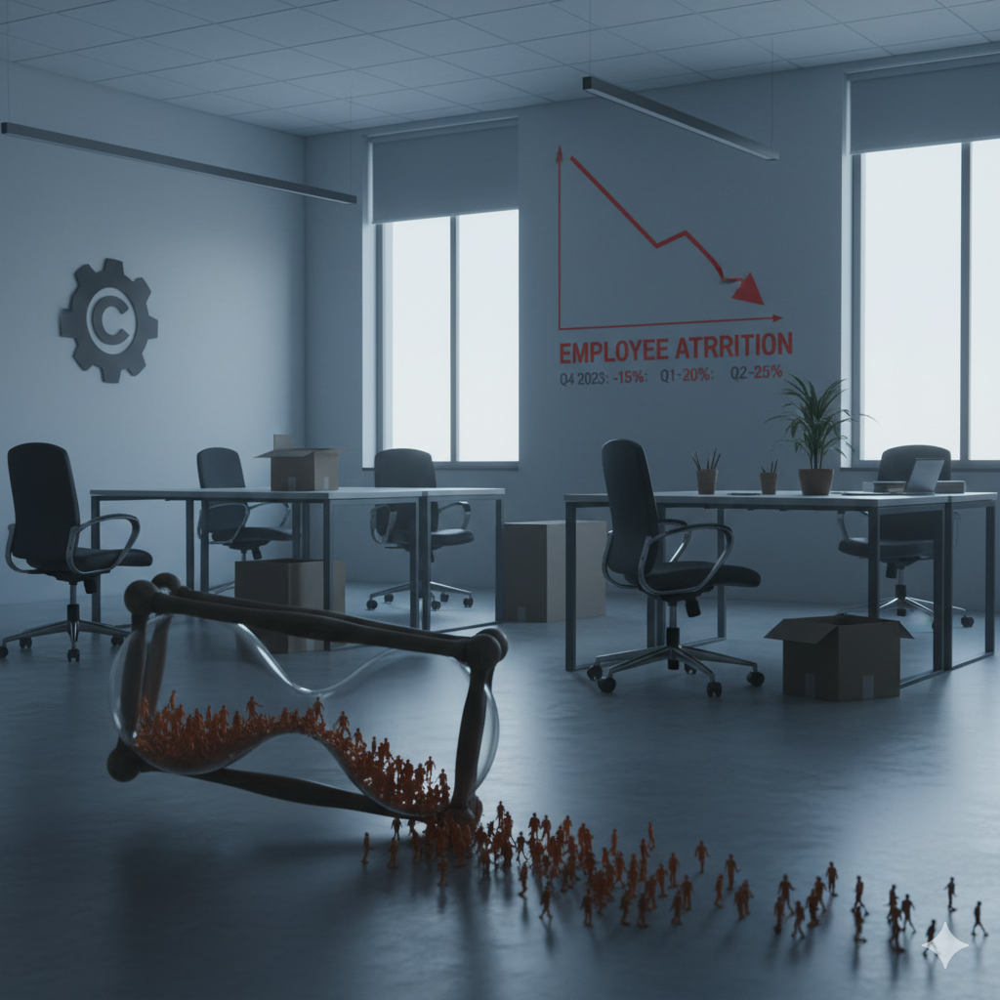 C
EMPLOYEE ATRRITION
Q4 2023: -15%: Q1-20%: Q2-25%